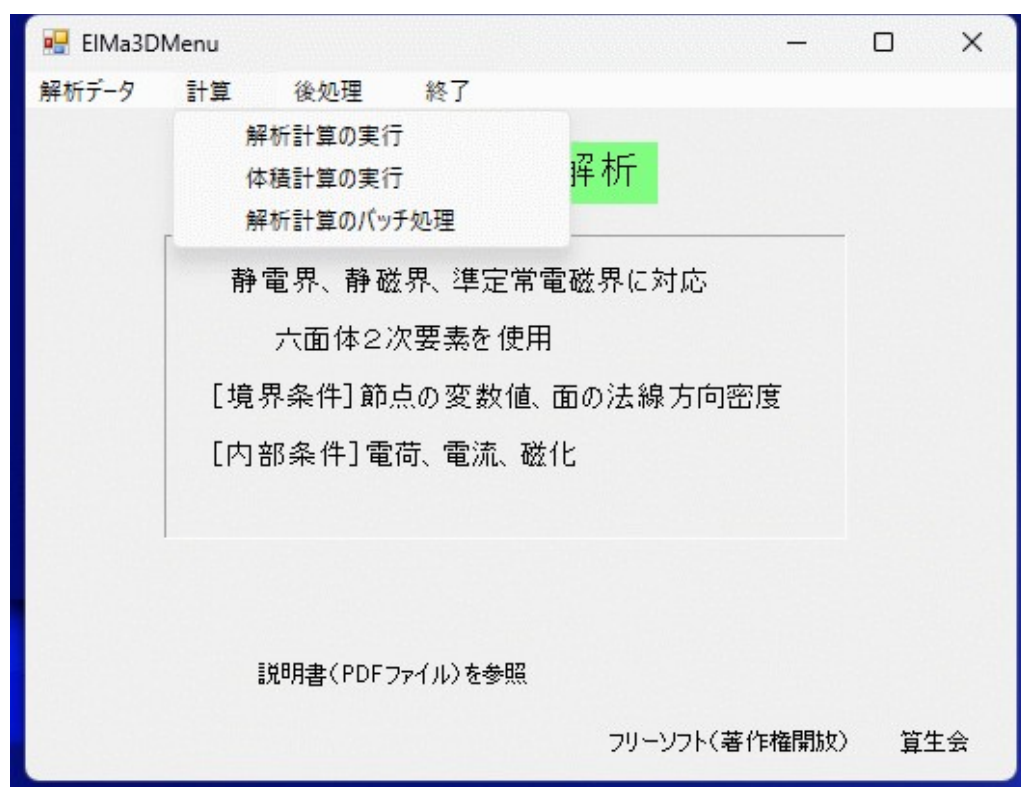 ElMa3DMenu
解析データ 計算 後処理 終了
解析計算の実行
体積計算の実行
解析計算のバッチ処理
解析
静電界、静磁界、準定常電磁界に対応
六面体2次要素を使用
[境界条件]節点の変数値、面の法線方向密度
[内部条件]電荷、電流、磁化
説明書(PDFファイル)を参照
フリーソフト(著作権開放) 算生会